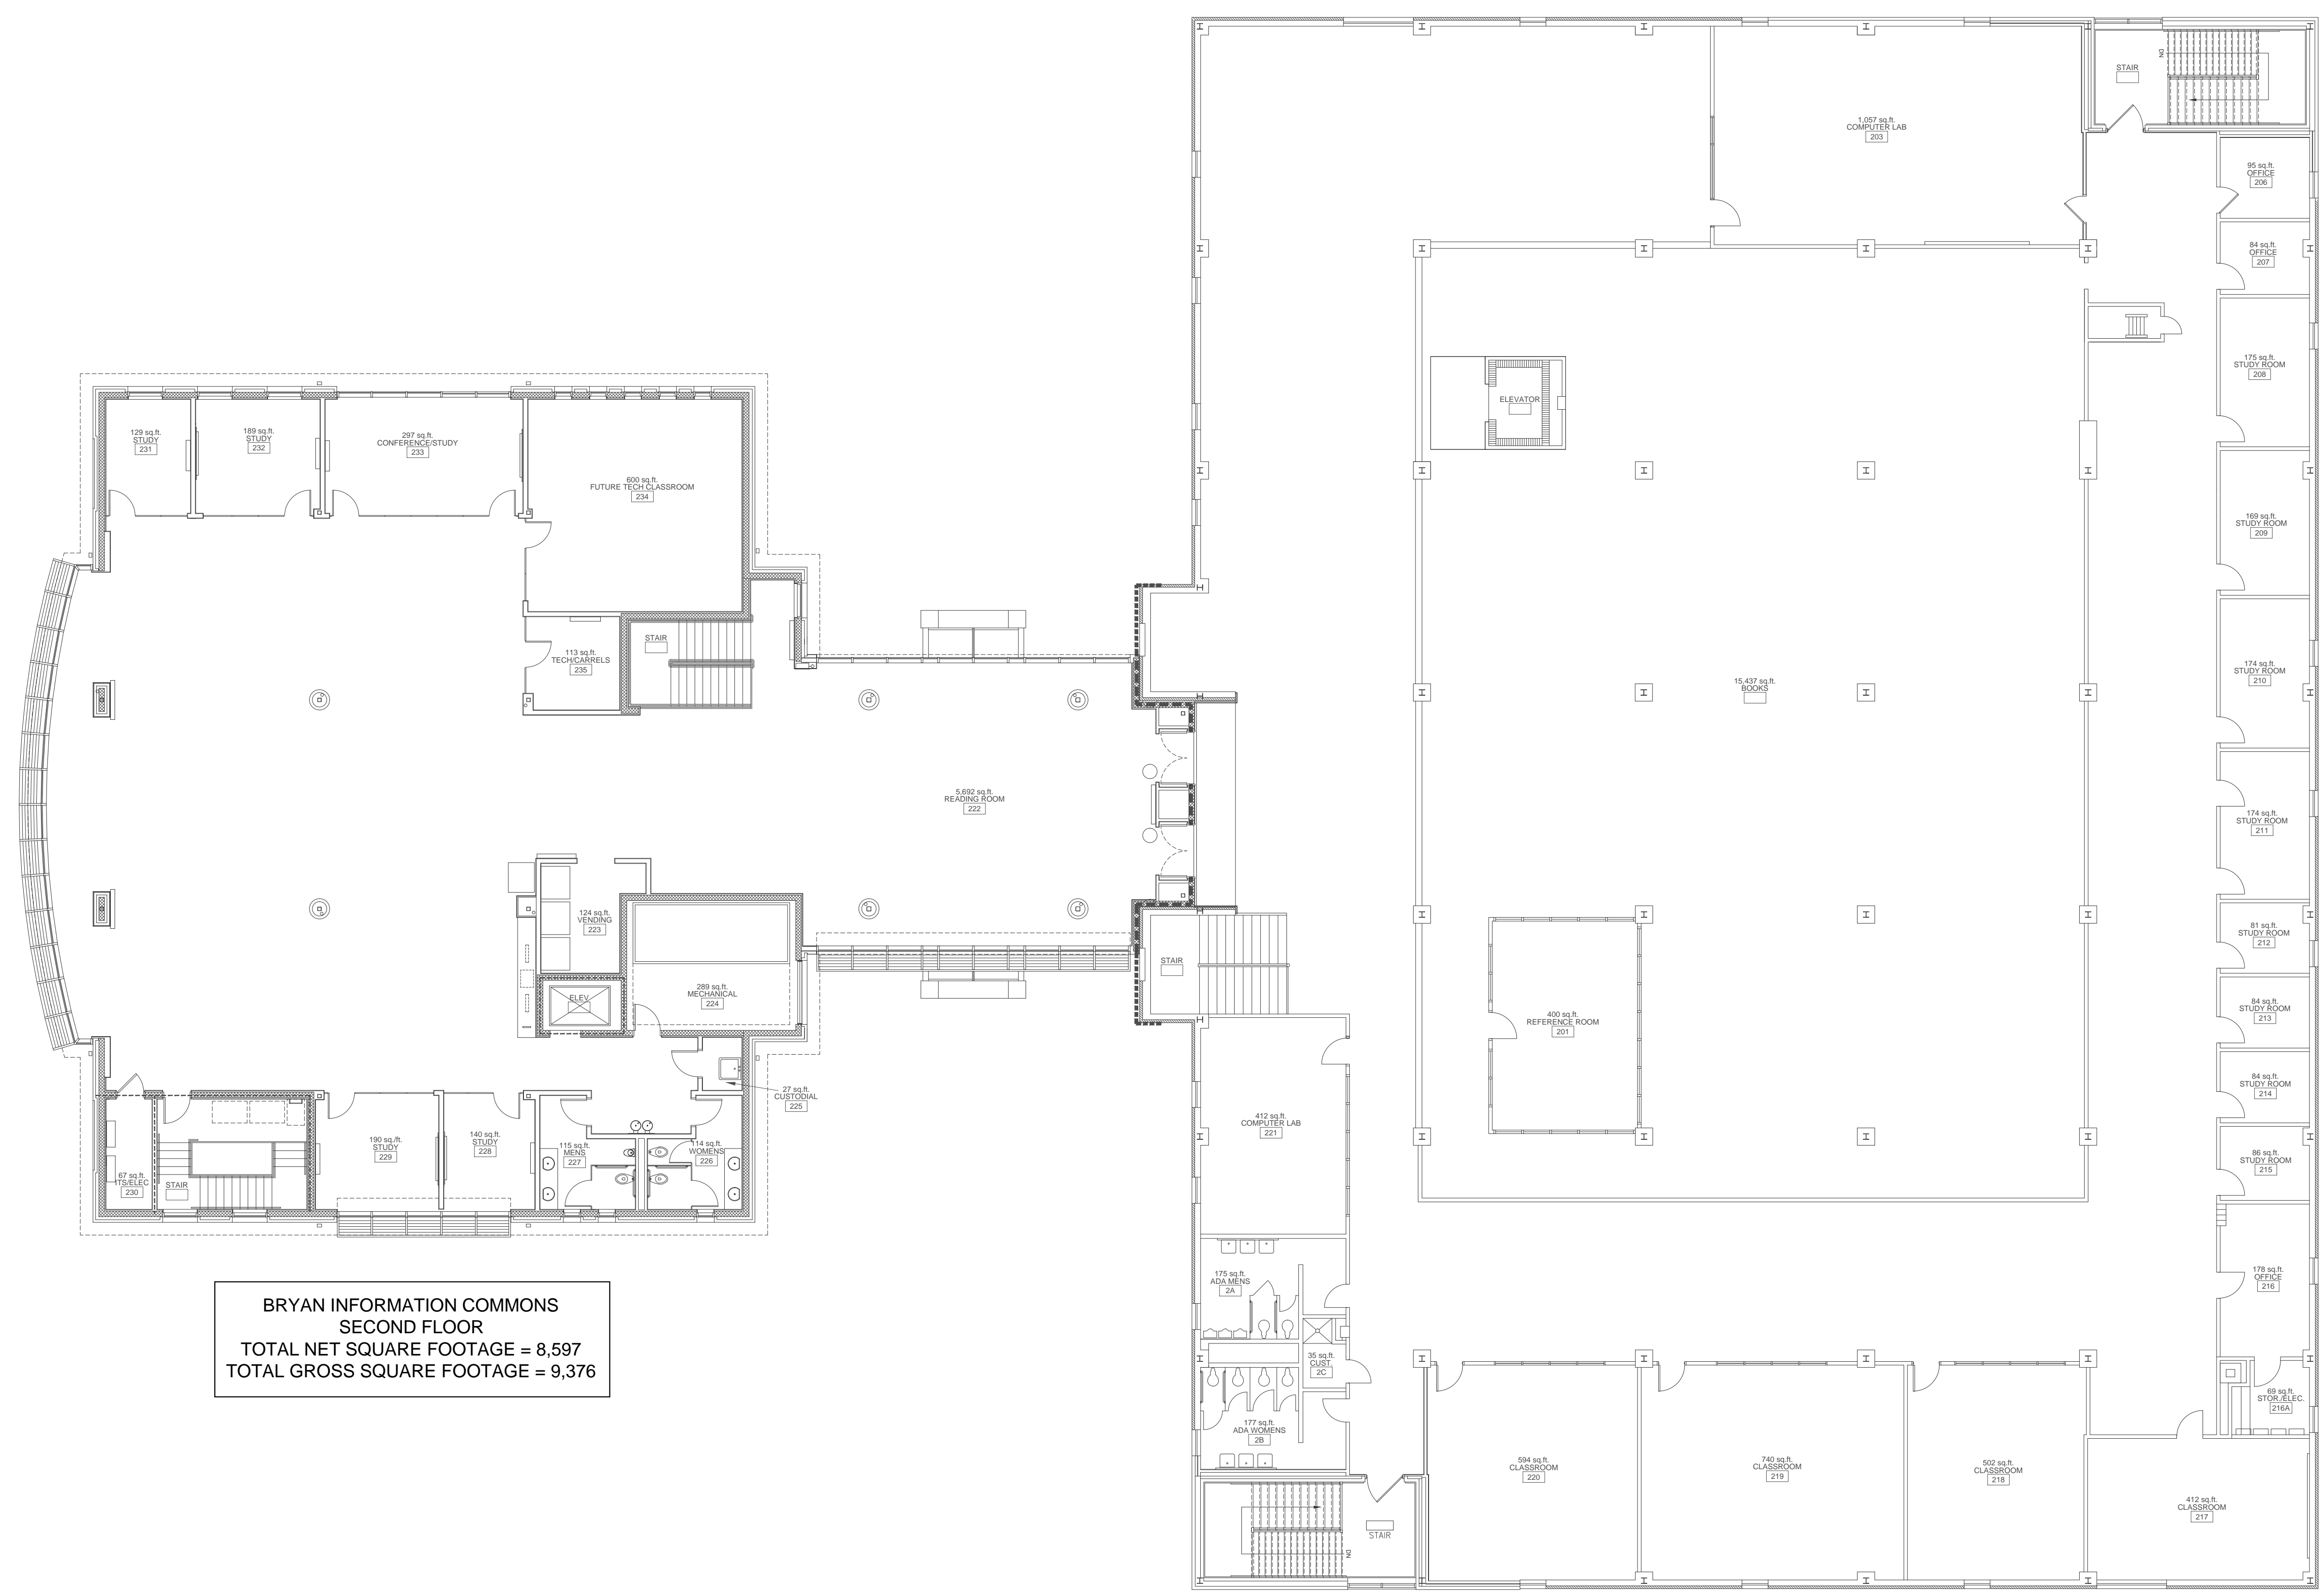 DN
STAIR
1,057 sq.ft.
COMPUTER LAB
203
95 sq.ft.
OFFICE
206
84 sq.ft.
OFFICE
207
175 sq.ft.
STUDY ROOM
208
ELEVATOR
129 sq.ft.
STUDY
231
189 sq.ft.
STUDY
232
297 sq.ft.
CONFERENCE/STUDY
233
600 sq.ft.
FUTURE TECH CLASSROOM
234
169 sq.ft.
STUDY ROOM
209
STAIR
113 sq.ft.
TECH/CARRELS
235
174 sq.ft.
STUDY ROOM
210
15,437 sq.ft.
BOOKS
5,692 sq.ft.
READING ROOM
222
174 sq.ft.
STUDY ROOM
211
124 sq.ft.
VENDING
223
81 sq.ft.
STUDY ROOM
212
STAIR
289 sq.ft.
MECHANICAL
224
ELEV.
400 sq.ft.
REFERENCE ROOM
201
84 sq.ft.
STUDY ROOM
213
84 sq.ft.
STUDY ROOM
214
27 sq.ft.
CUSTODIAL
225
412 sq.ft.
COMPUTER LAB
221
190 sq./ft.
STUDY
229
140 sq.ft.
STUDY
228
115 sq.ft.
MENS
227
114 sq.ft.
WOMENS
226
86 sq.ft.
STUDY ROOM
215
67 sq.ft.
ITS/ELEC
230
STAIR
175 sq.ft.
ADA MENS
2A
178 sq.ft.
OFFICE
216
BRYAN INFORMATION COMMONS
SECOND FLOOR
TOTAL NET SQUARE FOOTAGE = 8,597
TOTAL GROSS SQUARE FOOTAGE = 9,376
35 sq.ft.
CUST.
2C
69 sq.ft.
STOR./ELEC.
216A
177 sq.ft.
ADA WOMENS
2B
594 sq.ft.
CLASSROOM
220
740 sq.ft.
CLASSROOM
219
502 sq.ft.
CLASSROOM
218
412 sq.ft.
CLASSROOM
217
STAIR
DN